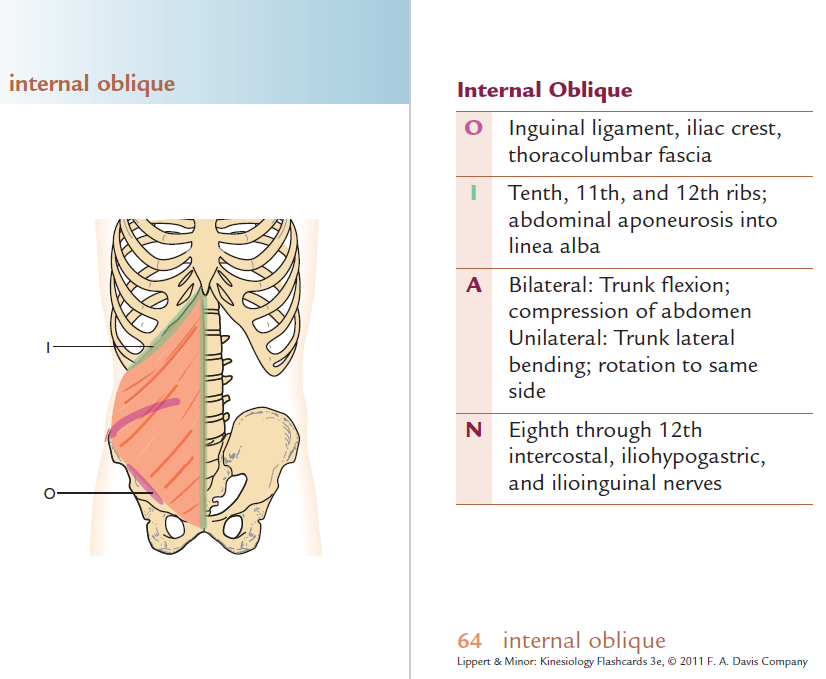 internal oblique
I
O
Internal Oblique
O Inguinal ligament, iliac crest,
thoracolumbar fascia
I Tenth, 11th, and 12th ribs;
abdominal aponeurosis into
linea alba
A Bilateral: Trunk flexion;
compression of abdomen
Unilateral: Trunk lateral
bending; rotation to same
side
N Eighth through 12th
intercostal, iliohypogastric,
and ilioinguinal nerves
64 internal oblique
Lippert & Minor: Kinesiology Flashcards 3e, © 2011 F. A. Davis Company